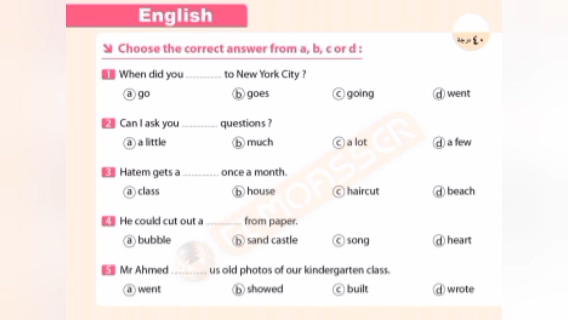 English
٤٠ درجة
↘ Choose the correct answer from a, b, c or d :
1 When did you ............ to New York City ?
a go b goes c going d went
2 Can I ask you ............ questions ?
a a little b much c a lot d a few
3 Hatem gets a ............ once a month.
a class b house c haircut d beach
4 He could cut out a ............ from paper.
a bubble b sand castle c song d heart
5 Mr Ahmed ............ us old photos of our kindergarten class.
a went b showed c built d wrote